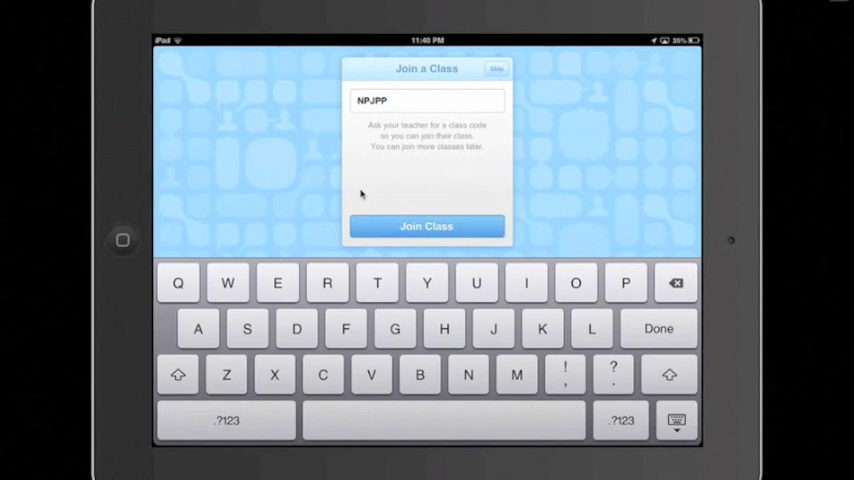 iPad 11:40 PM 35%
Join a Class Skip
NPJPP
Ask your teacher for a class code
so you can join their class.
You can join more classes later.
Join Class
Q W E R T Y U I O P
A S D F G H J K L Done
Z X C V B N M ! , ? .
.?123 .?123